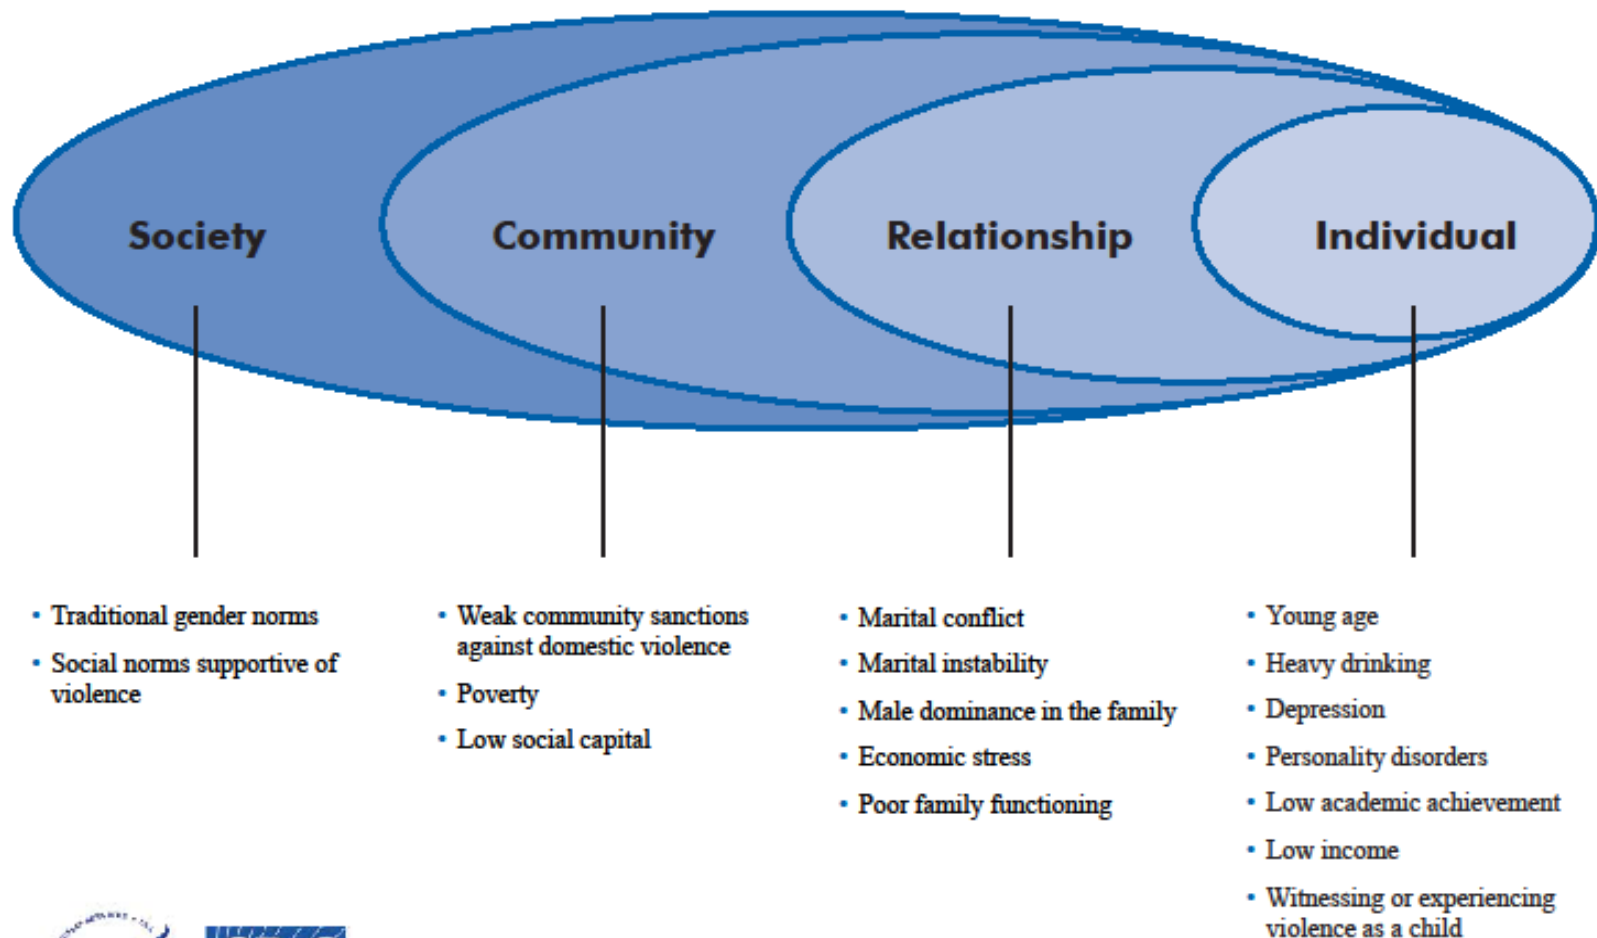 Society
Community
Relationship
Individual
• Traditional gender norms
• Social norms supportive of
violence
• Weak community sanctions
against domestic violence
• Poverty
• Low social capital
• Marital conflict
• Marital instability
• Male dominance in the family
• Economic stress
• Poor family functioning
• Young age
• Heavy drinking
• Depression
• Personality disorders
• Low academic achievement
• Low income
• Witnessing or experiencing
violence as a child